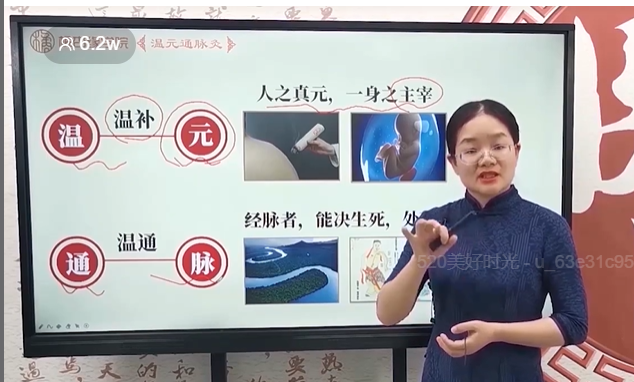 6.2w
温元通脉灸
温 温补 元
人之真元，一身之主宰
通 温通 脉
经脉者，能决生死，处
520美好时光 - u_63e31c95